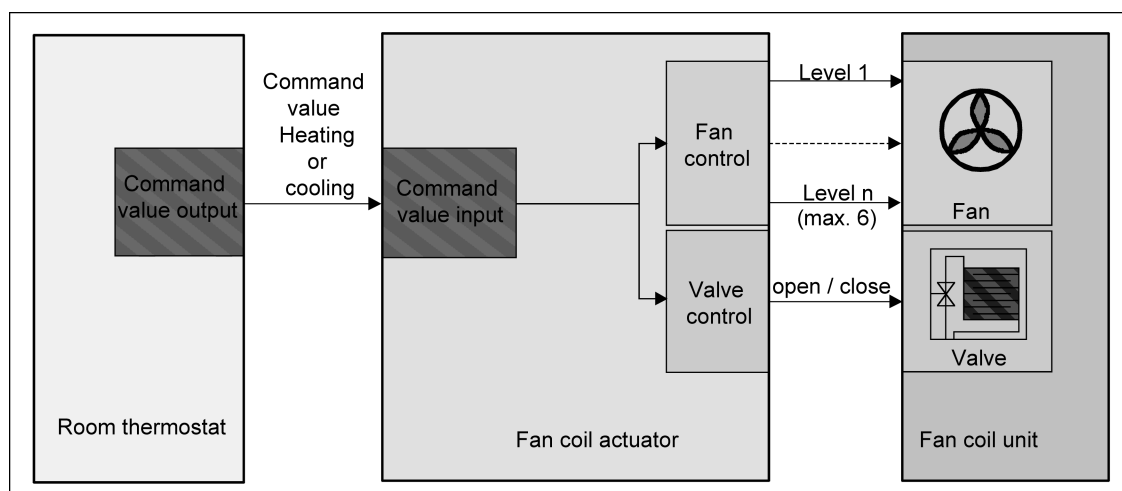 Command
value output
Room thermostat
Command
value
Heating
or
cooling
Command
value input
Fan
control
Valve
control
Fan coil actuator
Level 1
Level n
(max. 6)
open / close
Fan
Valve
Fan coil unit